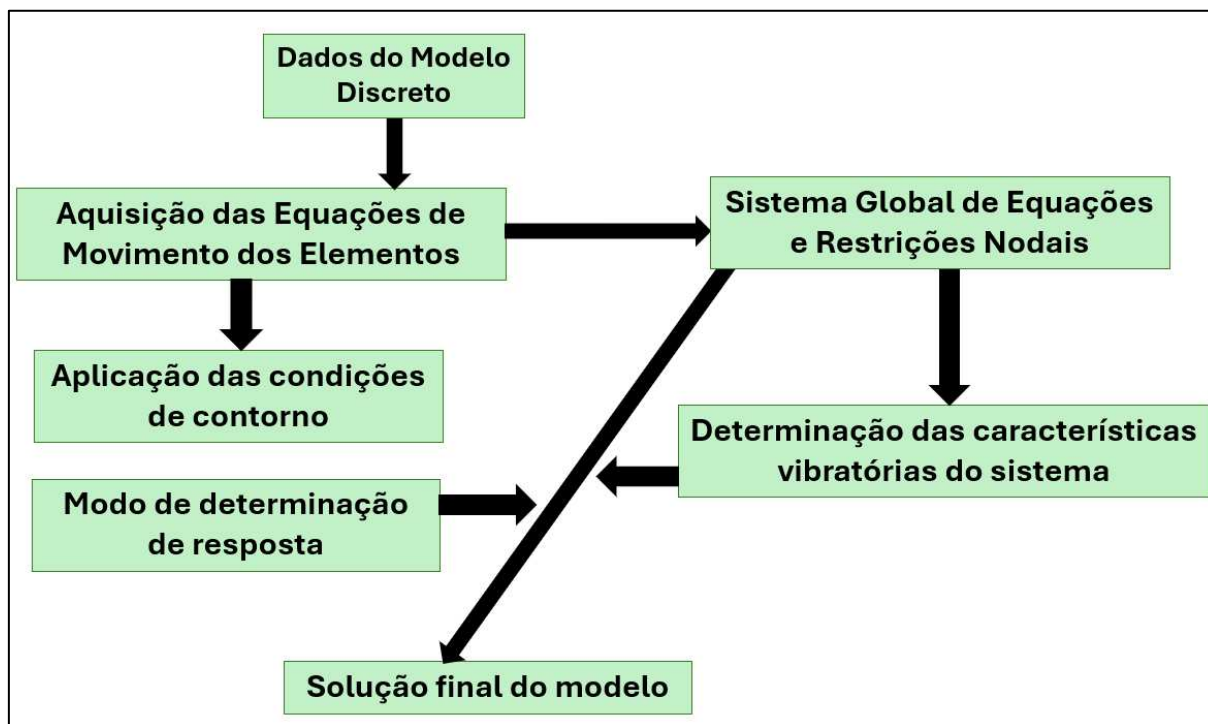 Dados do Modelo
Discreto
Aquisição das Equações de
Movimento dos Elementos
Sistema Global de Equações
e Restrições Nodais
Aplicação das condições
de contorno
Determinação das características
vibratórias do sistema
Modo de determinação
de resposta
Solução final do modelo